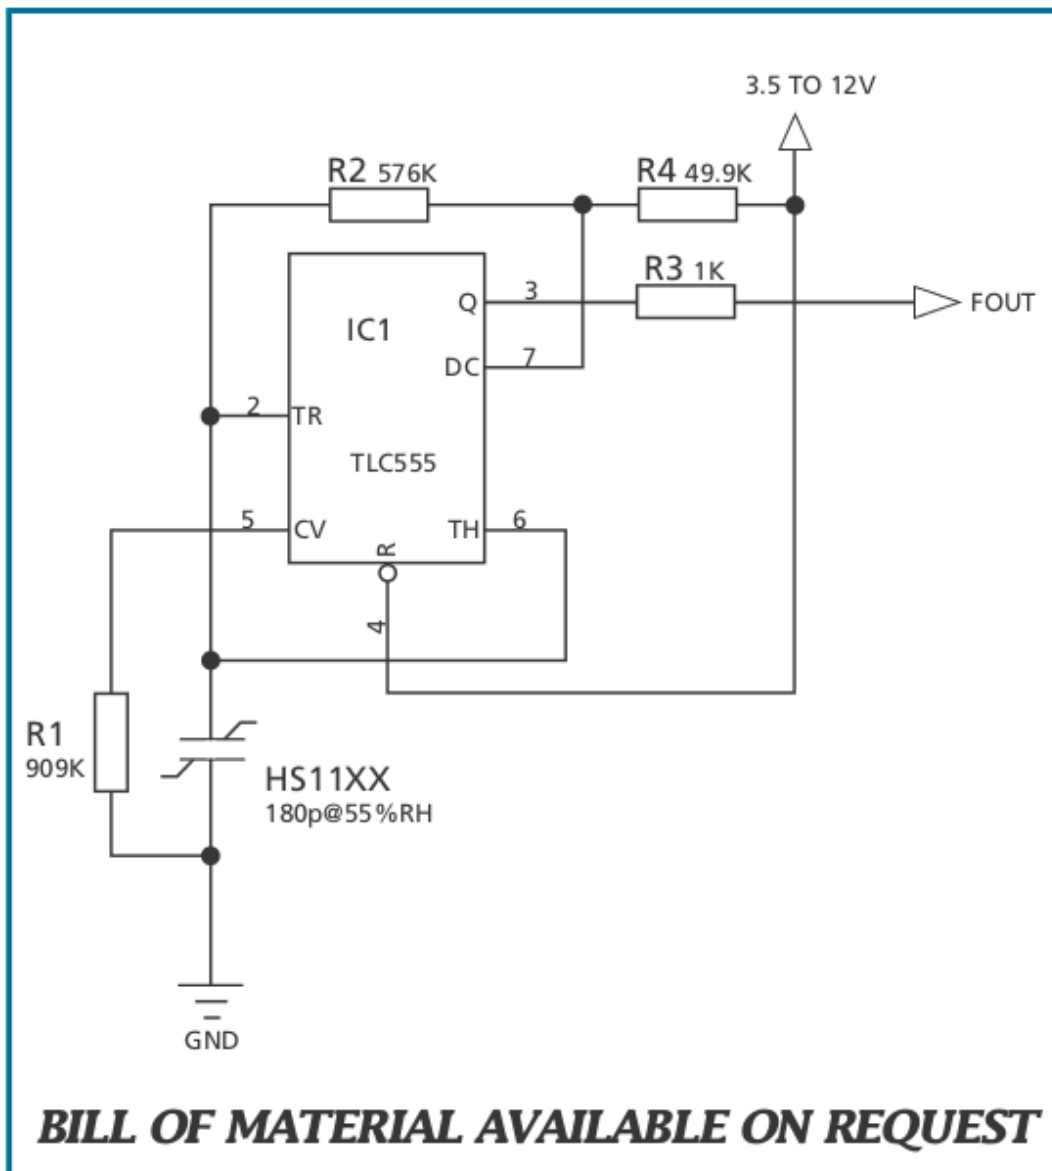 3.5 TO 12V
R2 576K
R4 49.9K
R3 1K
Q
3
FOUT
IC1
DC
7
2
TR
TLC555
5
CV
TH
6
R
4
R1
909K
HS11XX
180p@55%RH
GND
BILL OF MATERIAL AVAILABLE ON REQUEST